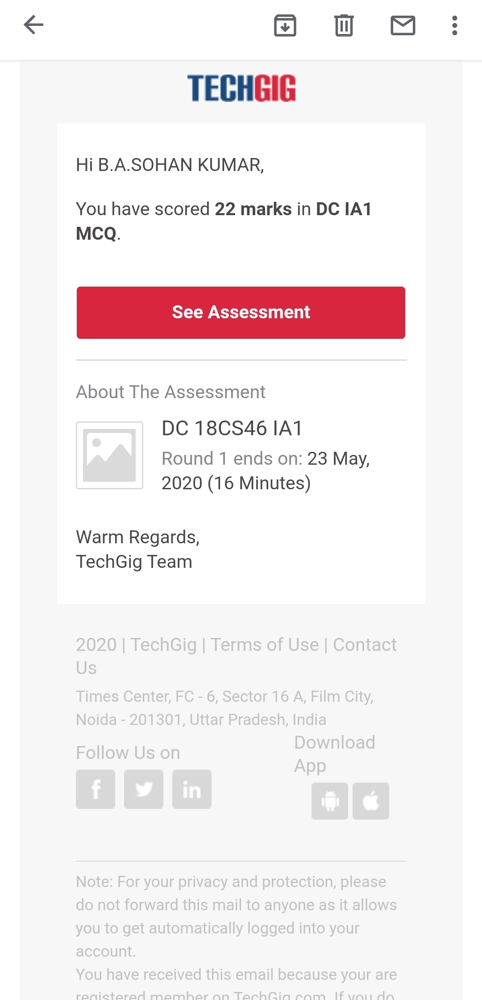 TECHGIG
Hi B.A.SOHAN KUMAR,
You have scored 22 marks in DC IA1
MCQ.
See Assessment
About The Assessment
DC 18CS46 IA1
Round 1 ends on: 23 May,
2020 (16 Minutes)
Warm Regards,
TechGig Team
2020 | TechGig | Terms of Use | Contact
Us
Times Center, FC - 6, Sector 16 A, Film City,
Noida - 201301, Uttar Pradesh, India
Follow Us on
Download
App
f
in
Note: For your privacy and protection, please
do not forward this mail to anyone as it allows
you to get automatically logged into your
account.
You have received this email because your are
registered member on TechGig.com. If you do